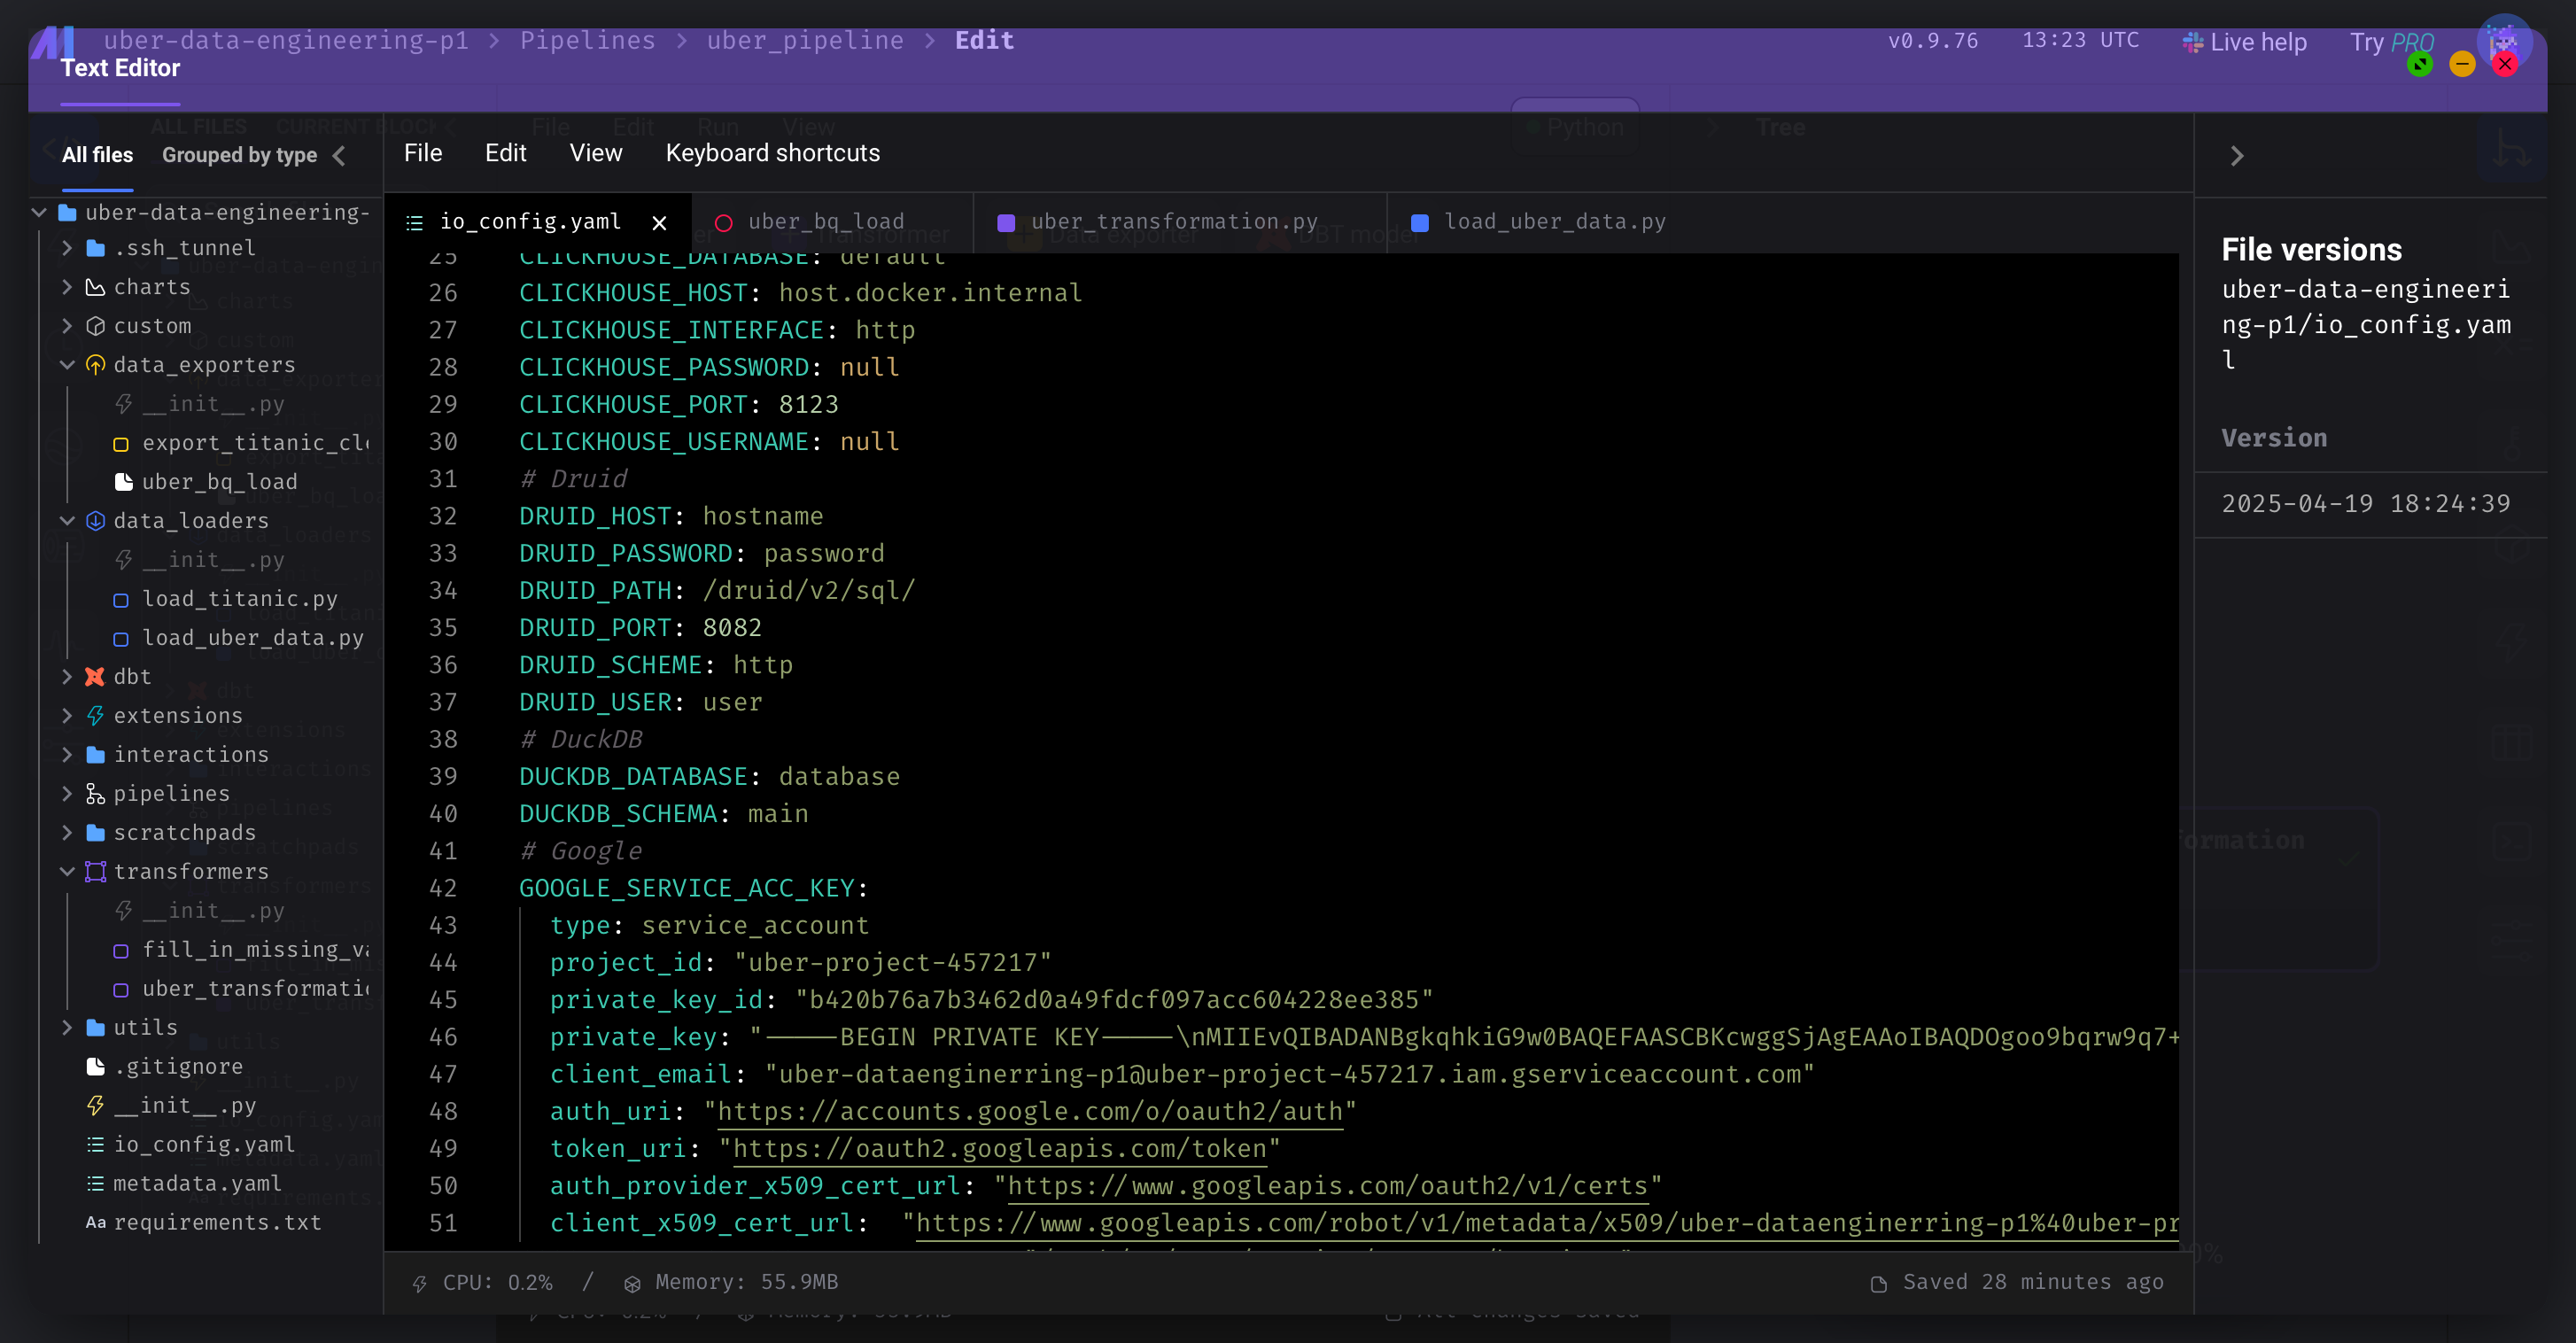 uber-data-engineering-p1 > Pipelines > uber_pipeline > Edit
v0.9.76 13:23 UTC Live help Try PRO
Text Editor
All files Grouped by type
File Edit View Keyboard shortcuts
uber-data-engineering-
.ssh_tunnel
charts
custom
data_exporters
__init__.py
export_titanic_cl
uber_bq_load
data_loaders
__init__.py
load_titanic.py
load_uber_data.py
dbt
extensions
interactions
pipelines
scratchpads
transformers
__init__.py
fill_in_missing_v
uber_transformati
utils
.gitignore
__init__.py
io_config.yaml
metadata.yaml
Aa requirements.txt
io_config.yaml uber_bq_load uber_transformation.py load_uber_data.py
25 CLICKHOUSE_DATABASE: default
26 CLICKHOUSE_HOST: host.docker.internal
27 CLICKHOUSE_INTERFACE: http
28 CLICKHOUSE_PASSWORD: null
29 CLICKHOUSE_PORT: 8123
30 CLICKHOUSE_USERNAME: null
31 # Druid
32 DRUID_HOST: hostname
33 DRUID_PASSWORD: password
34 DRUID_PATH: /druid/v2/sql/
35 DRUID_PORT: 8082
36 DRUID_SCHEME: http
37 DRUID_USER: user
38 # DuckDB
39 DUCKDB_DATABASE: database
40 DUCKDB_SCHEMA: main
41 # Google
42 GOOGLE_SERVICE_ACC_KEY:
43 type: service_account
44 project_id: "uber-project-457217"
45 private_key_id: "b420b76a7b3462d0a49fdcf097acc604228ee385"
46 private_key: "-----BEGIN PRIVATE KEY-----\nMIIEvQIBADANBgkqhkiG9w0BAQEFAASCBKcwggSjAgEAAoIBAQDOgoo9bqrw9q7+
47 client_email: "uber-dataenginerring-p1@uber-project-457217.iam.gserviceaccount.com"
48 auth_uri: "https://accounts.google.com/o/oauth2/auth"
49 token_uri: "https://oauth2.googleapis.com/token"
50 auth_provider_x509_cert_url: "https://www.googleapis.com/oauth2/v1/certs"
51 client_x509_cert_url: "https://www.googleapis.com/robot/v1/metadata/x509/uber-dataenginerring-p1%40uber-pr
CPU: 0.2% / Memory: 55.9MB
Saved 28 minutes ago
File versions
uber-data-engineeri
ng-p1/io_config.yam
l
Version
2025-04-19 18:24:39